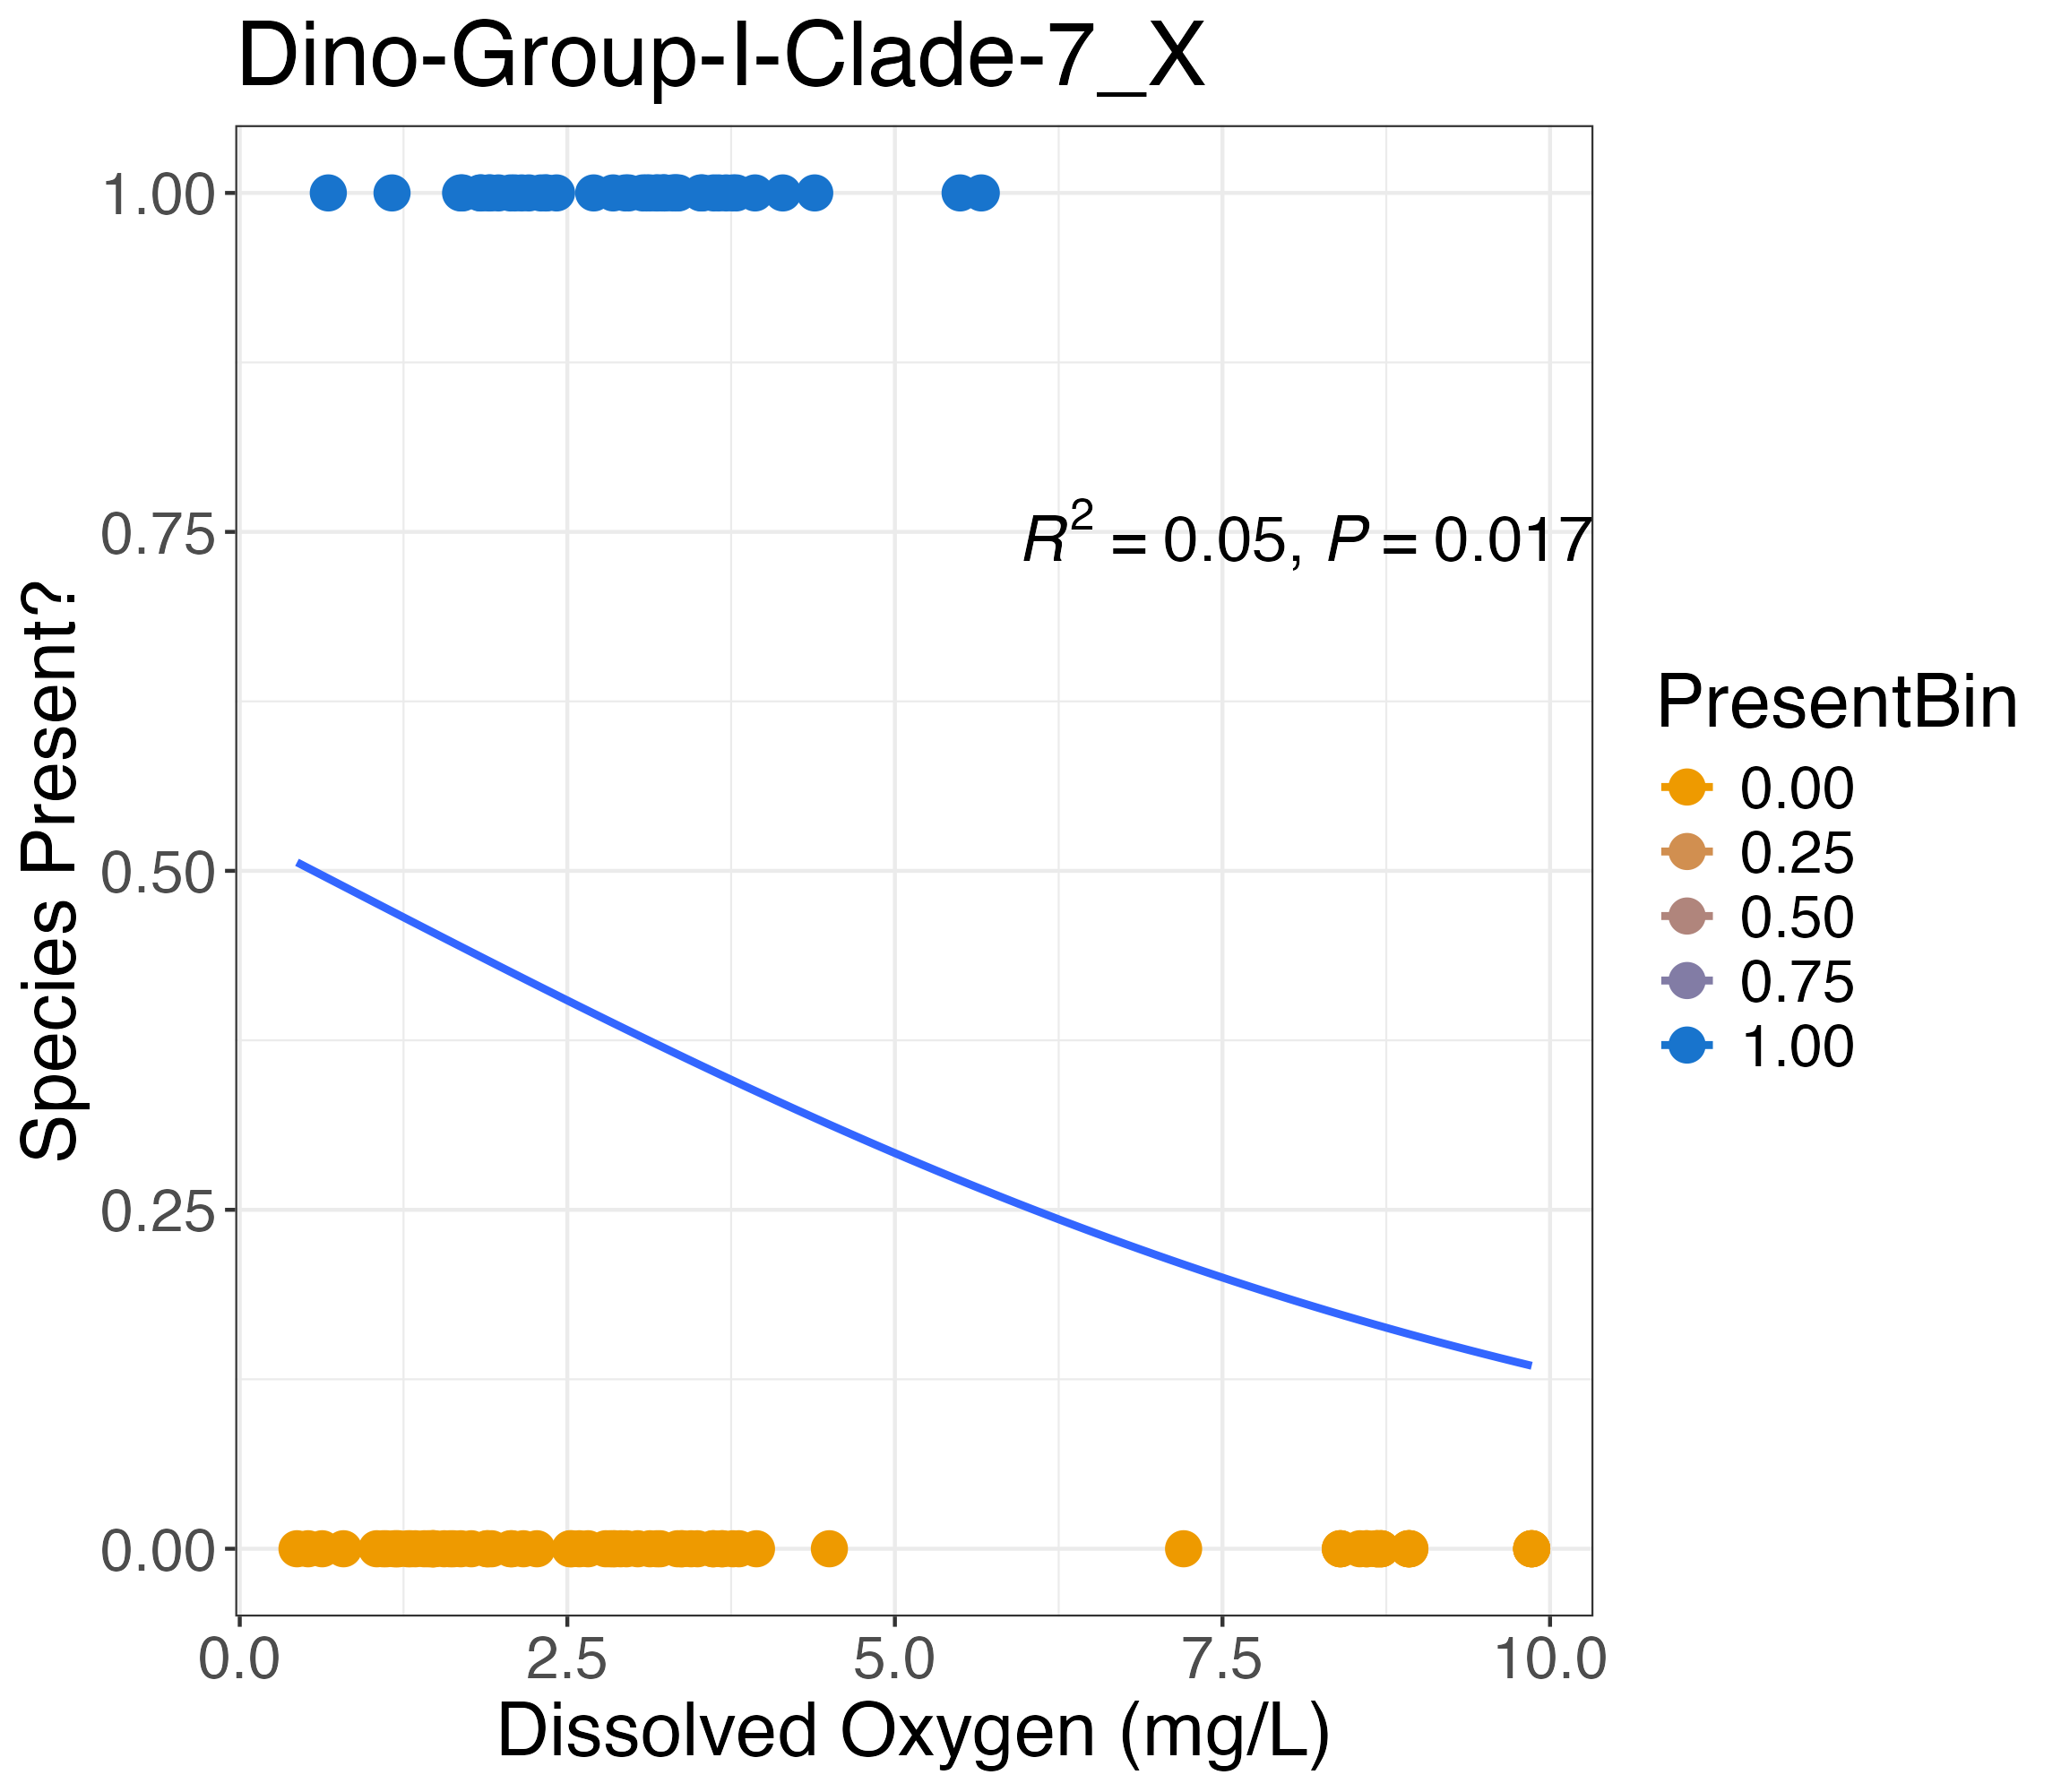 Dino-Group-I-Clade-7_X
1.00
0.75
0.50
0.25
0.00
Species Present?
R² = 0.05, P = 0.017
0.0 2.5 5.0 7.5 10.0
Dissolved Oxygen (mg/L)
PresentBin
0.00
0.25
0.50
0.75
1.00